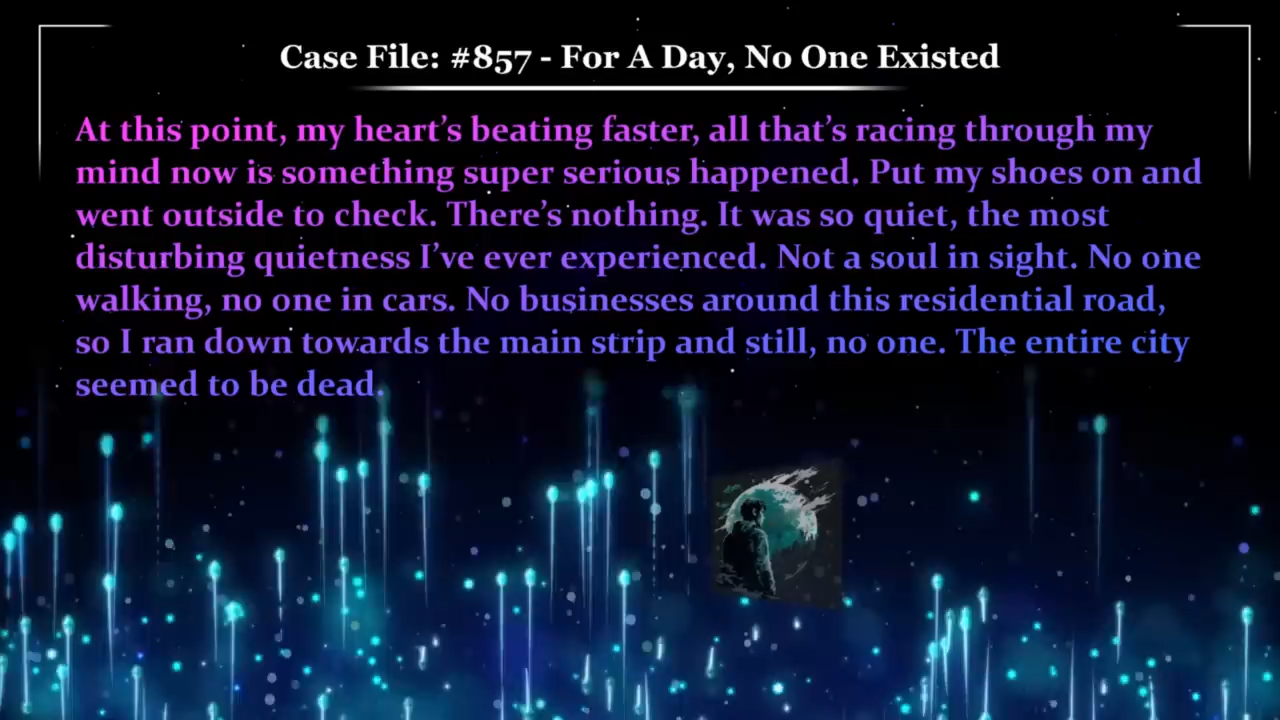 Case File: #857 - For A Day, No One Existed
At this point, my heart’s beating faster, all that’s racing through my
mind now is something super serious happened. Put my shoes on and
went outside to check. There’s nothing. It was so quiet, the most
disturbing quietness I’ve ever experienced. Not a soul in sight. No one
walking, no one in cars. No businesses around this residential road,
so I ran down towards the main strip and still, no one. The entire city
seemed to be dead.